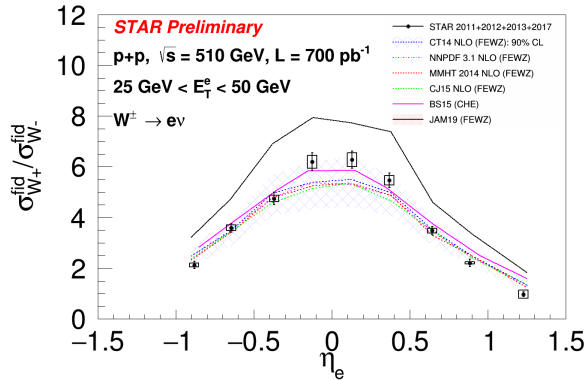 12
10
8
6
4
2
0
σ^fid_W+/σ^fid_W-
STAR Preliminary
p+p, √s = 510 GeV, L = 700 pb⁻¹
25 GeV < E^e_T < 50 GeV
W^± → eν
STAR 2011+2012+2013+2017
CT14 NLO (FEWZ): 90% CL
NNPDF 3.1 NLO (FEWZ)
MMHT 2014 NLO (FEWZ)
CJ15 NLO (FEWZ)
BS15 (CHE)
JAM19 (FEWZ)
−1.5 −1 −0.5 0 0.5 1 1.5
η_e